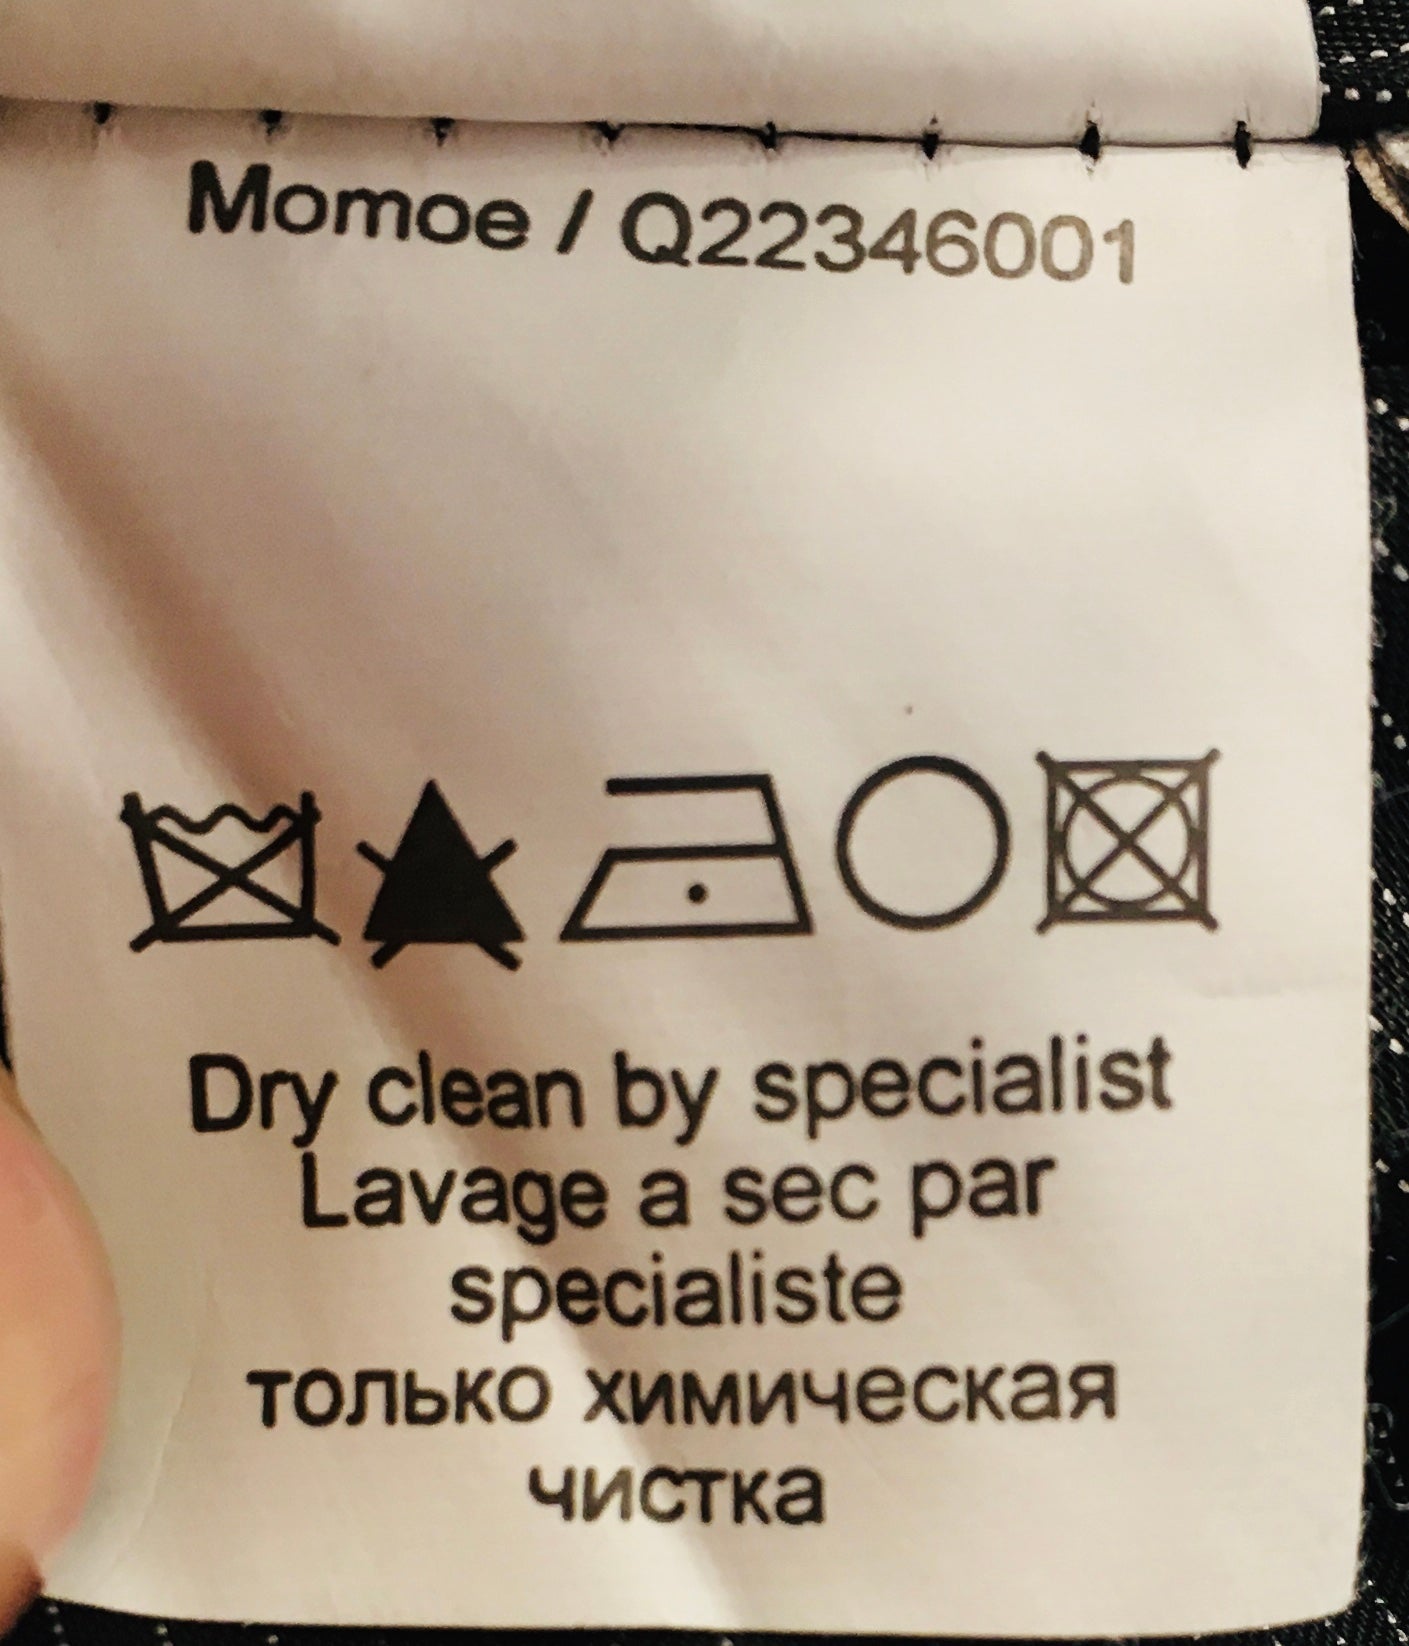 Momoe / Q22346001
Dry clean by specialist
Lavage a sec par
specialiste
только химическая
чистка